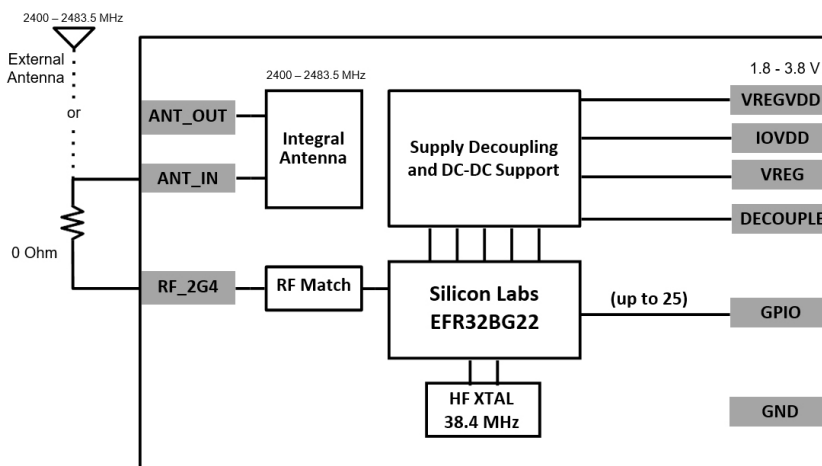 2400 – 2483.5 MHz
External
Antenna
or
0 Ohm
ANT_OUT
ANT_IN
RF_2G4
2400 – 2483.5 MHz
Integral
Antenna
RF Match
Supply Decoupling
and DC-DC Support
Silicon Labs
EFR32BG22
HF XTAL
38.4 MHz
(up to 25)
1.8 - 3.8 V
VREGVDD
IOVDD
VREG
DECOUPLE
GPIO
GND